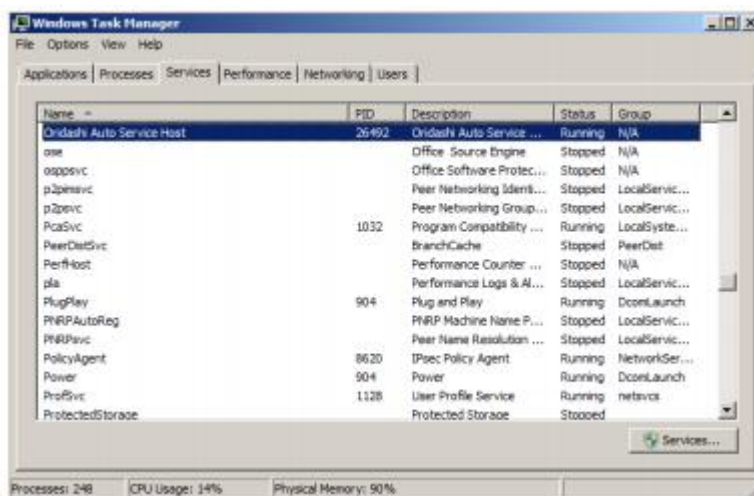 Windows Task Manager
File Options View Help
Applications Processes Services Performance Networking Users
Name PID Description Status Group
Oridashi Auto Service Host 26492 Oridashi Auto Service ... Running N/A
ose Office Source Engine Stopped N/A
osppsvc Office Software Protec... Stopped N/A
p2pimsvc Peer Networking Identi... Stopped LocalServic...
p2psvc Peer Networking Group... Stopped LocalServic...
PcaSvc 1032 Program Compatibility ... Running LocalSyste...
PeerDistSvc BranchCache Stopped PeerDist
PerfHost Performance Counter ... Stopped N/A
pla Performance Logs & Al... Stopped LocalServic...
PlugPlay 904 Plug and Play Running DcomLaunch
PNRPAutoReg PNRP Machine Name P... Stopped LocalServic...
PNRPsvc Peer Name Resolution ... Stopped LocalServic...
PolicyAgent 8620 IPsec Policy Agent Running NetworkSer...
Power 904 Power Running DcomLaunch
ProfSvc 1128 User Profile Service Running netsvcs
ProtectedStorage Protected Storage Stopped
Services...
Processes: 248 CPU Usage: 14% Physical Memory: 90%